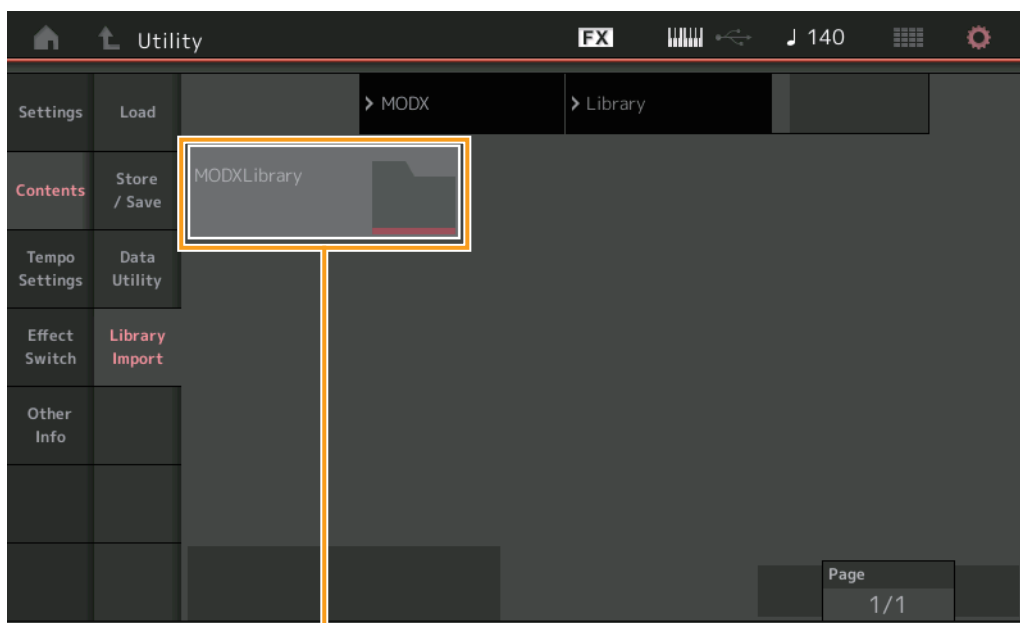 Utility
FX
140
Settings
Load
> MODX
> Library
Contents
Store
/ Save
MODXLibrary
Tempo
Settings
Data
Utility
Effect
Switch
Library
Import
Other
Info
Page
1/1